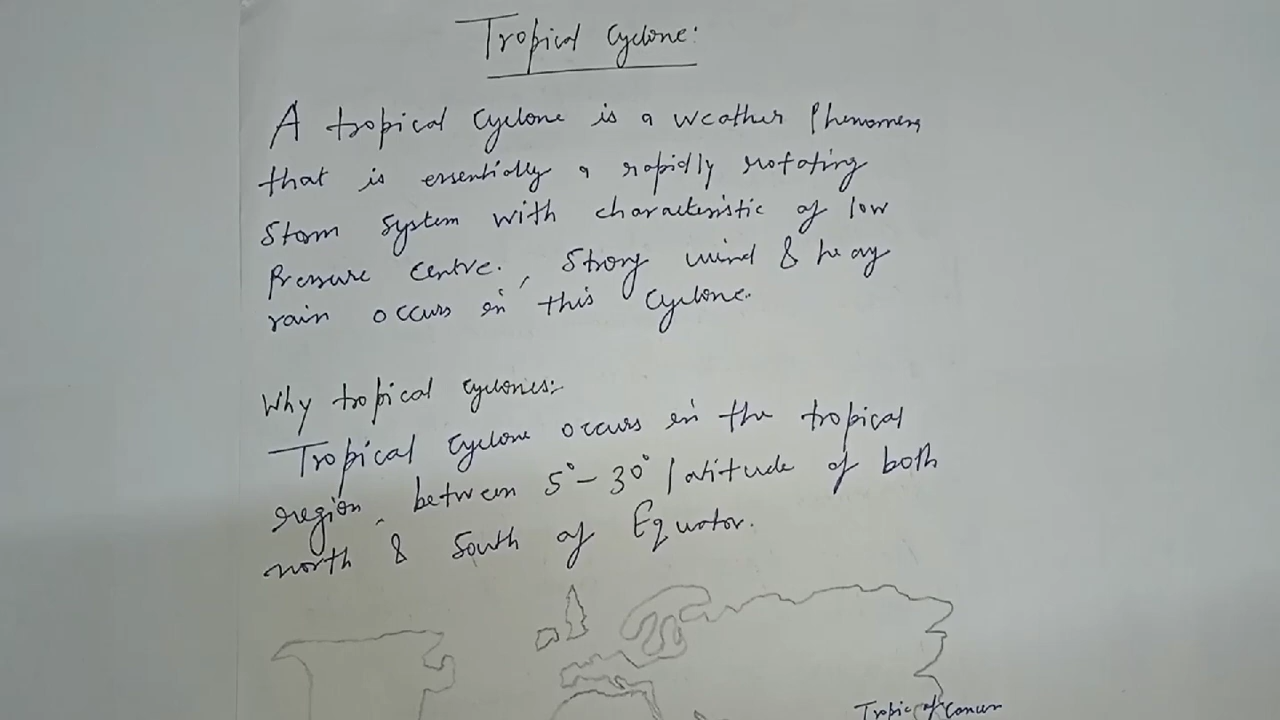 Tropical Cyclone:
A tropical cyclone is a weather Phenomena
that is essentially a rapidly rotating
storm system with characteristic of low
Pressure centre., Strong wind & heavy
rain occurs in this cyclone.
Why tropical cyclones:
Tropical cyclone occurs in the tropical
region, between 5°-30° latitude of both
north & south of Equator.
Tropic of Cancer